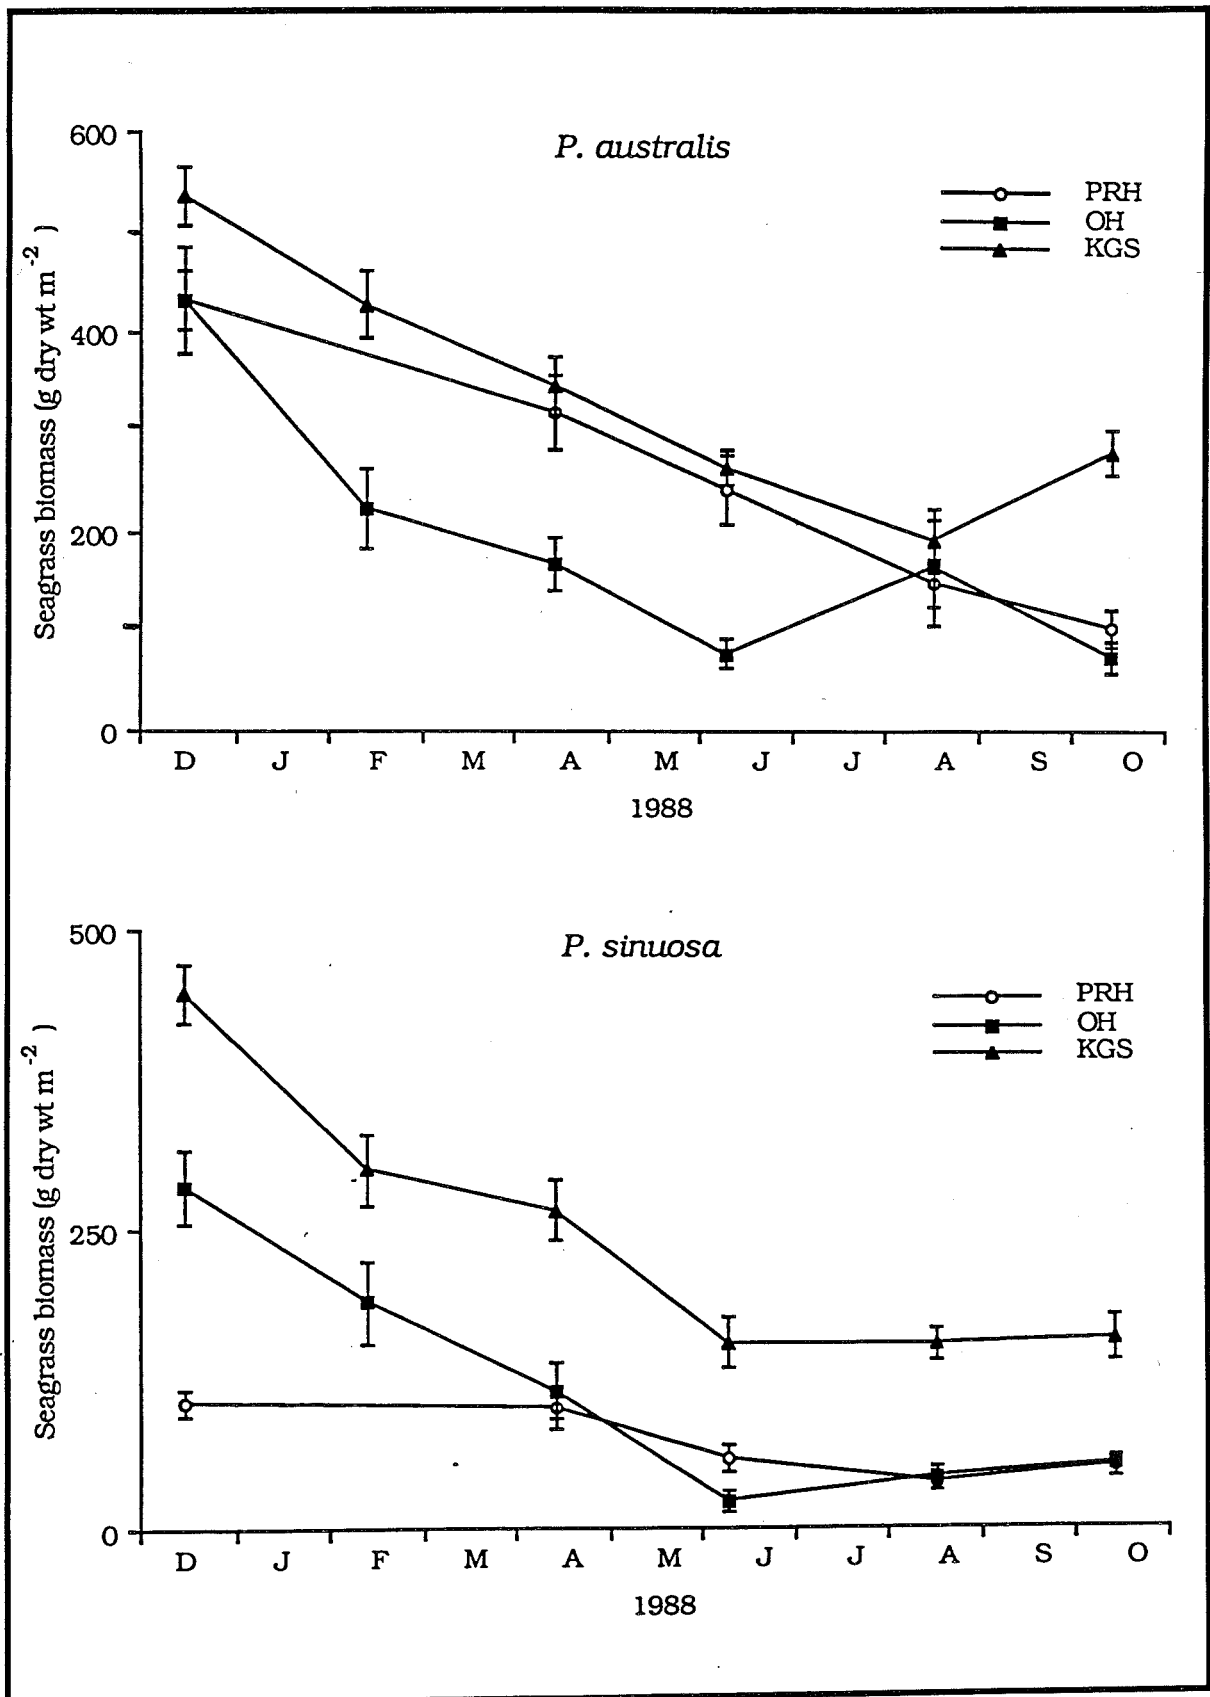 P. australis
PRH
OH
KGS
Seagrass biomass (g dry wt m⁻²)
600
400
200
0
D J F M A M J J A S O
1988
P. sinuosa
PRH
OH
KGS
Seagrass biomass (g dry wt m⁻²)
500
250
0
D J F M A M J J A S O
1988